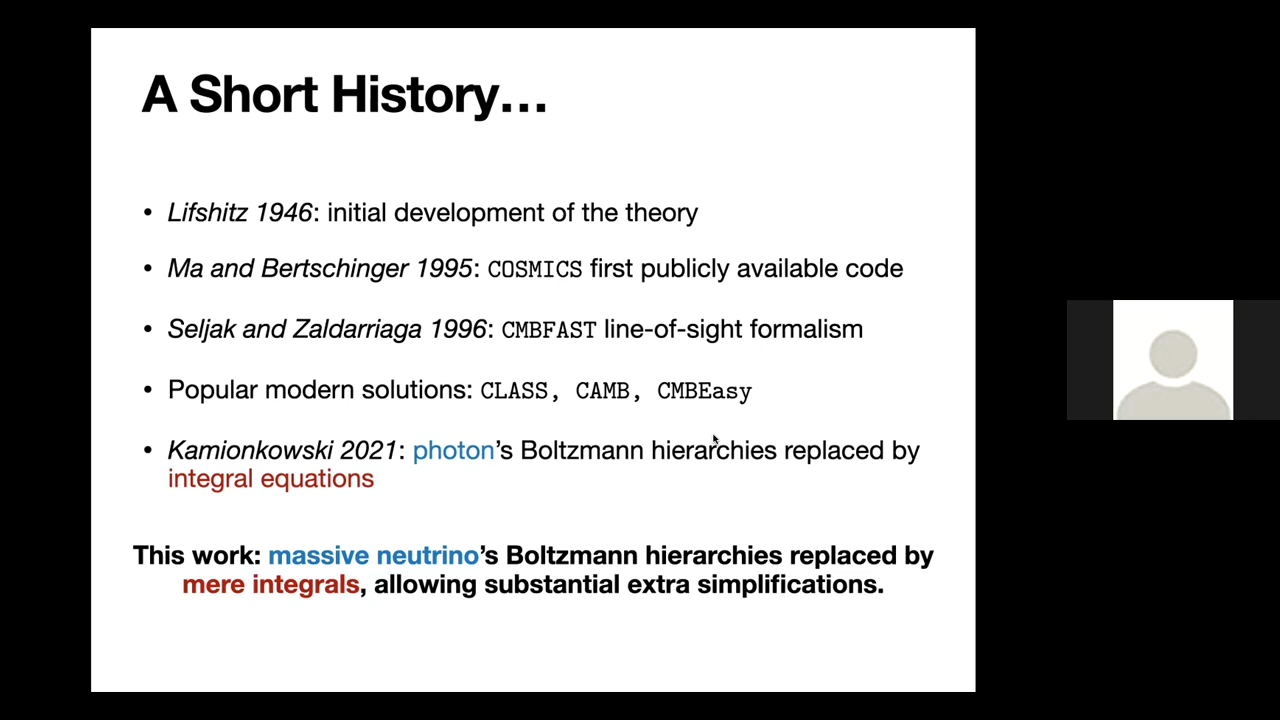 A Short History…
• Lifshitz 1946: initial development of the theory
• Ma and Bertschinger 1995: COSMICS first publicly available code
• Seljak and Zaldarriaga 1996: CMBFAST line-of-sight formalism
• Popular modern solutions: CLASS, CAMB, CMBEasy
• Kamionkowski 2021: photon’s Boltzmann hierarchies replaced by
integral equations
This work: massive neutrino’s Boltzmann hierarchies replaced by
mere integrals, allowing substantial extra simplifications.